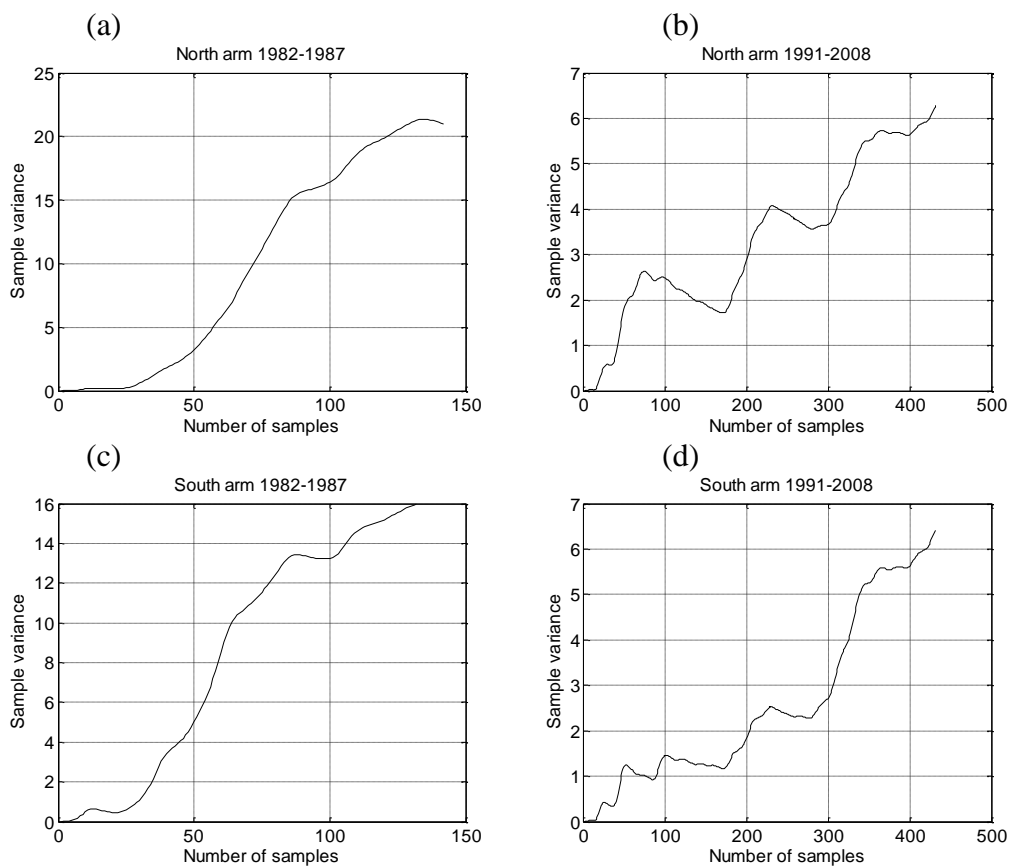 (a)
North arm 1982-1987
25
20
15
10
5
0
0 50 100 150
Sample variance
Number of samples
(b)
North arm 1991-2008
7
6
5
4
3
2
1
0
0 100 200 300 400 500
Sample variance
Number of samples
(c)
South arm 1982-1987
16
14
12
10
8
6
4
2
0
0 50 100 150
Sample variance
Number of samples
(d)
South arm 1991-2008
7
6
5
4
3
2
1
0
0 100 200 300 400 500
Sample variance
Number of samples